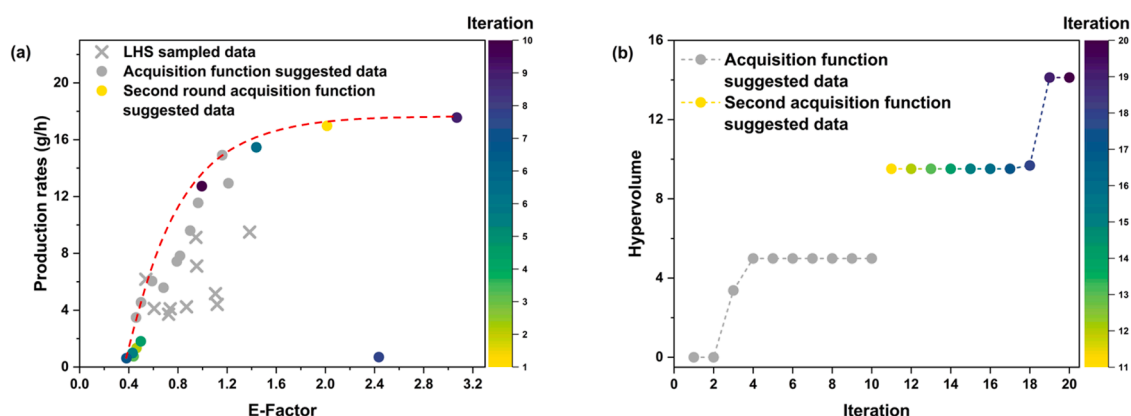 (a)
Iteration
LHS sampled data
Acquisition function suggested data
Second round acquisition function
suggested data
Production rates (g/h)
20
16
12
8
4
0
0.0 0.4 0.8 1.2 1.6 2.0 2.4 2.8 3.2
E-Factor
10
9
8
7
6
5
4
3
2
1
(b)
Iteration
Acquisition function
suggested data
Second acquisition function
suggested data
Hypervolume
16
12
8
4
0
0 2 4 6 8 10 12 14 16 18 20
Iteration
20
19
18
17
16
15
14
13
12
11